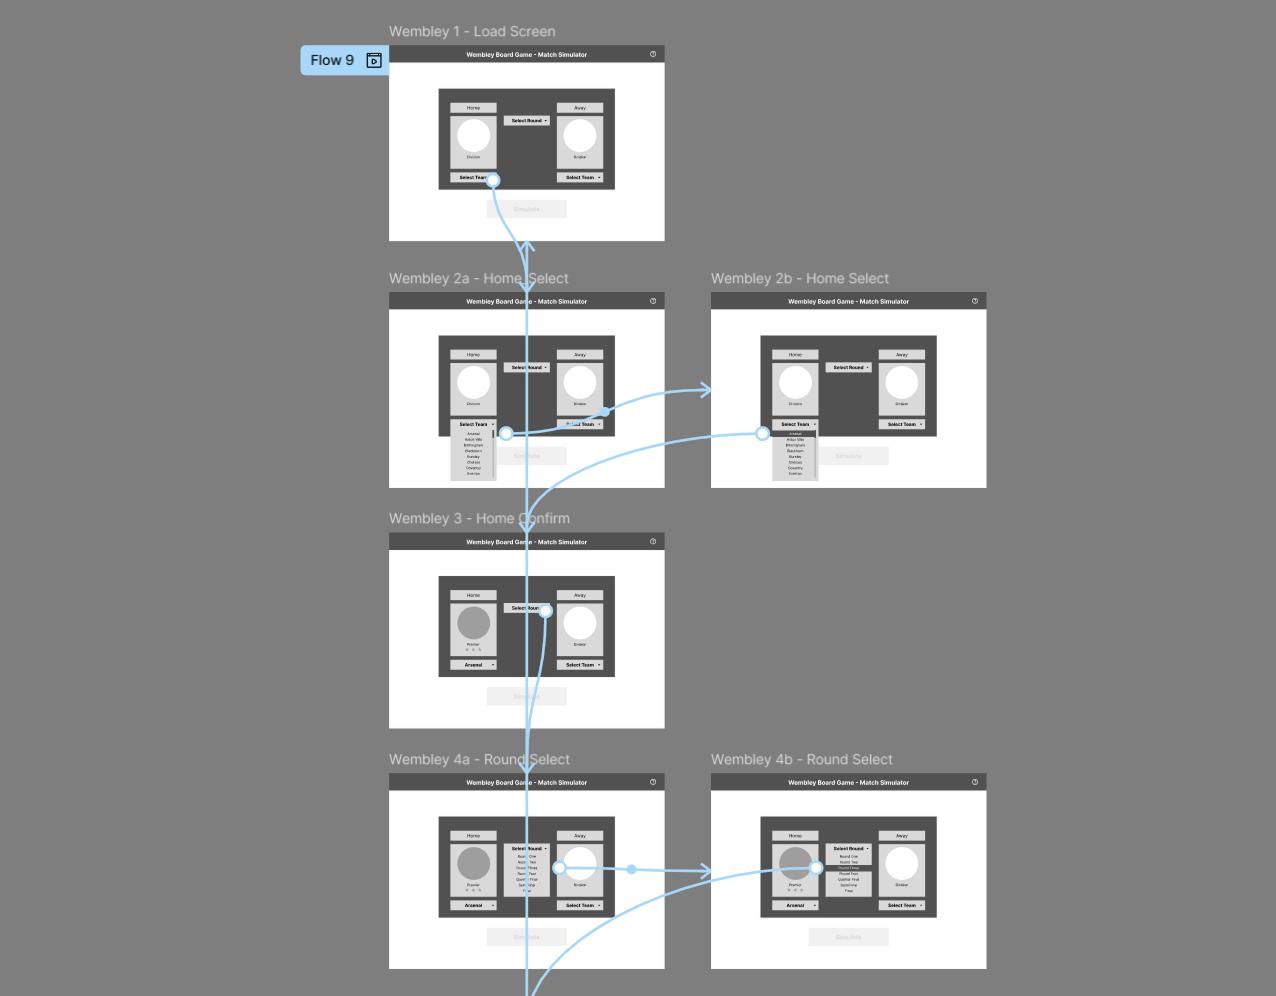 Wembley 1 - Load Screen
Flow 9
Wembley Board Game - Match Simulator
Home
Away
Select Round
Division
Select Team
Select Team
Simulate
Wembley 2a - Home Select
Wembley Board Game - Match Simulator
Home
Away
Select Round
Division
Select Team
Select Team
Arsenal
Aston Villa
Birmingham
Blackburn
Burnley
Chelsea
Coventry
Everton
Simulate
Wembley 2b - Home Select
Wembley Board Game - Match Simulator
Home
Away
Select Round
Division
Select Team
Select Team
Arsenal
Aston Villa
Birmingham
Blackburn
Burnley
Chelsea
Coventry
Everton
Simulate
Wembley 3 - Home Confirm
Wembley Board Game - Match Simulator
Home
Away
Select Round
Premier
Arsenal
Select Team
Simulate
Wembley 4a - Round Select
Wembley Board Game - Match Simulator
Home
Away
Select Round
Round One
Round Two
Round Three
Round Four
Quarter Final
Semi Final
Final
Premier
Arsenal
Select Team
Simulate
Wembley 4b - Round Select
Wembley Board Game - Match Simulator
Home
Away
Select Round
Round One
Round Two
Round Three
Round Four
Quarter Final
Semi Final
Final
Premier
Arsenal
Select Team
Simulate